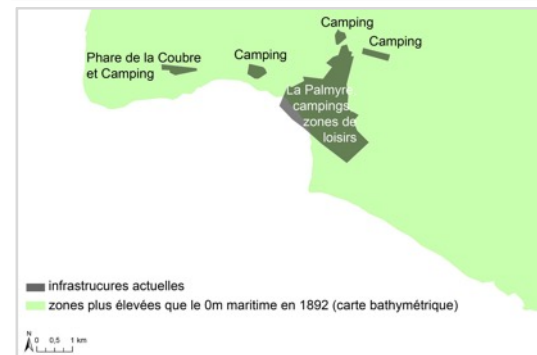 Camping
Camping
Phare de la Coubre
et Camping
Camping
La Palmyre,
campings,
zones de
loisirs
infrastrucures actuelles
zones plus élevées que le 0m maritime en 1892 (carte bathymétrique)
N
0 0,5 1 km